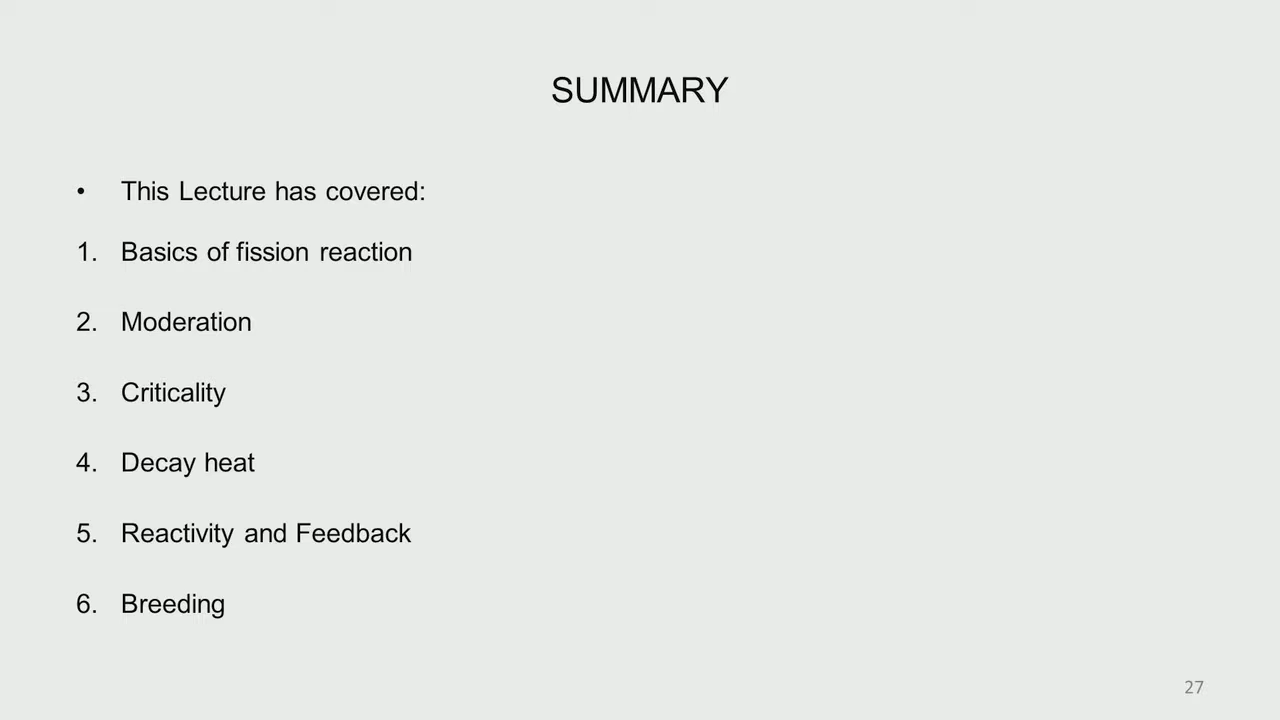 SUMMARY
• This Lecture has covered:
1. Basics of fission reaction
2. Moderation
3. Criticality
4. Decay heat
5. Reactivity and Feedback
6. Breeding
27